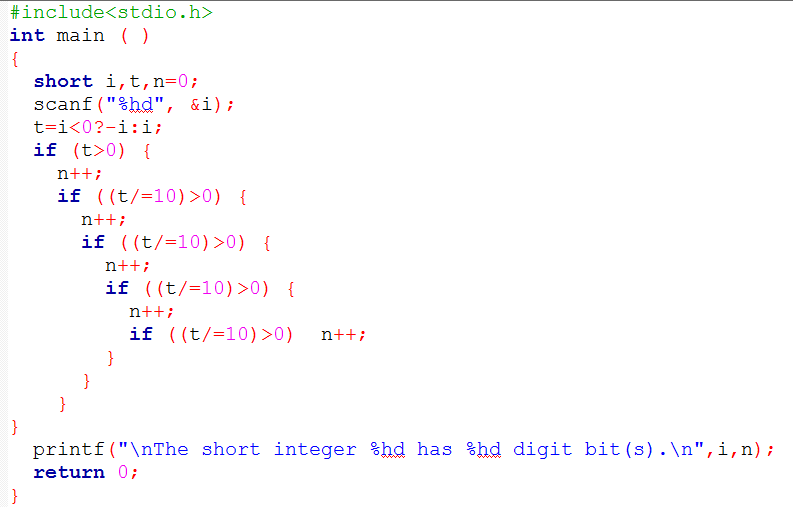 #include<stdio.h>
int main ( )
{
  short i,t,n=0;
  scanf("%hd", &i);
  t=i<0?-i:i;
  if (t>0) {
    n++;
    if ((t/=10)>0) {
      n++;
      if ((t/=10)>0) {
        n++;
        if ((t/=10)>0) {
          n++;
          if ((t/=10)>0)  n++;
        }
      }
    }
}
  printf("\nThe short integer %hd has %hd digit bit(s).\n",i,n);
  return 0;
}